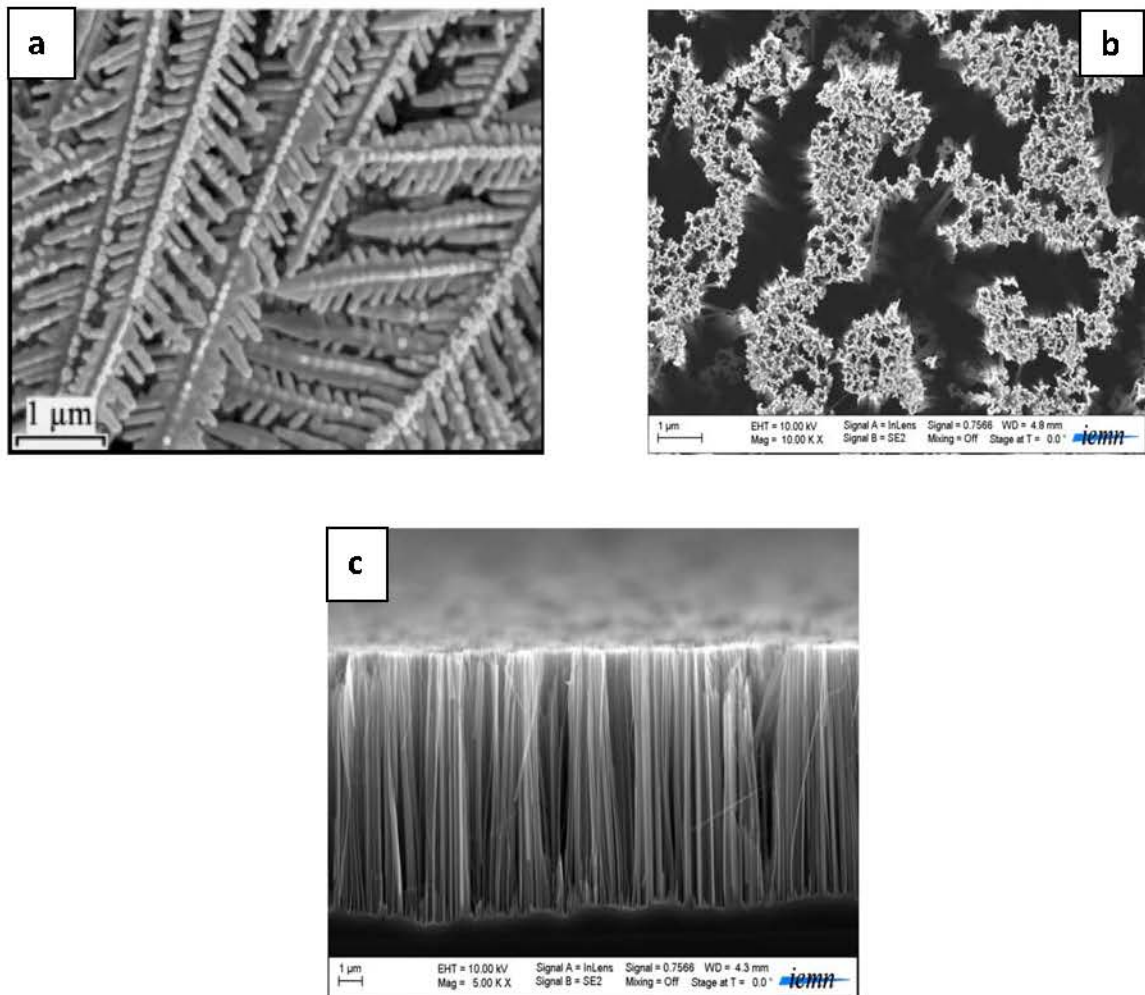 a
1 μm
b
1 μm
EHT = 10.00 kV Signal A = InLens Signal = 0.7566 WD = 4.8 mm
Mag = 10.00 K X Signal B = SE2 Mixing = Off Stage at T = 0.0 °
iemn
c
1 μm
EHT = 10.00 kV Signal A = InLens Signal = 0.7566 WD = 4.3 mm
Mag = 5.00 K X Signal B = SE2 Mixing = Off Stage at T = 0.0 °
iemn